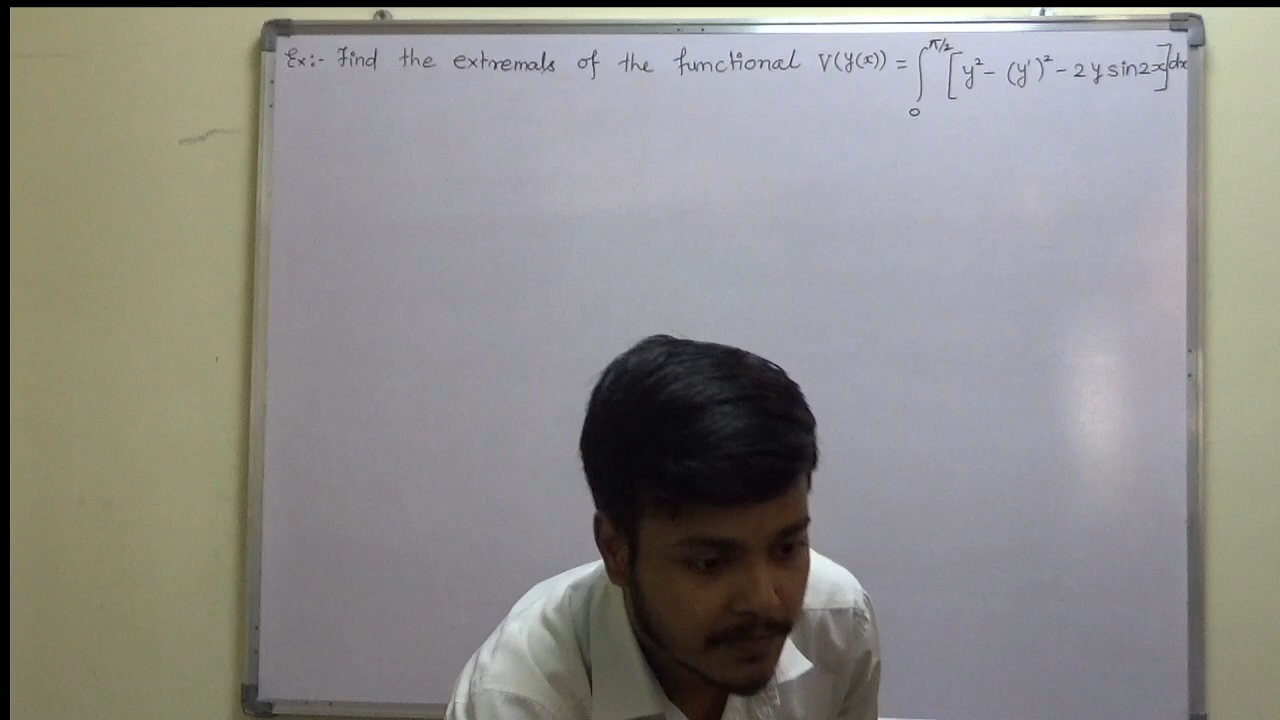 Ex:- Find the extremals of the functional V(y(x)) = ∫₀^π/2 [y² - (y')² - 2y sin2x]dx